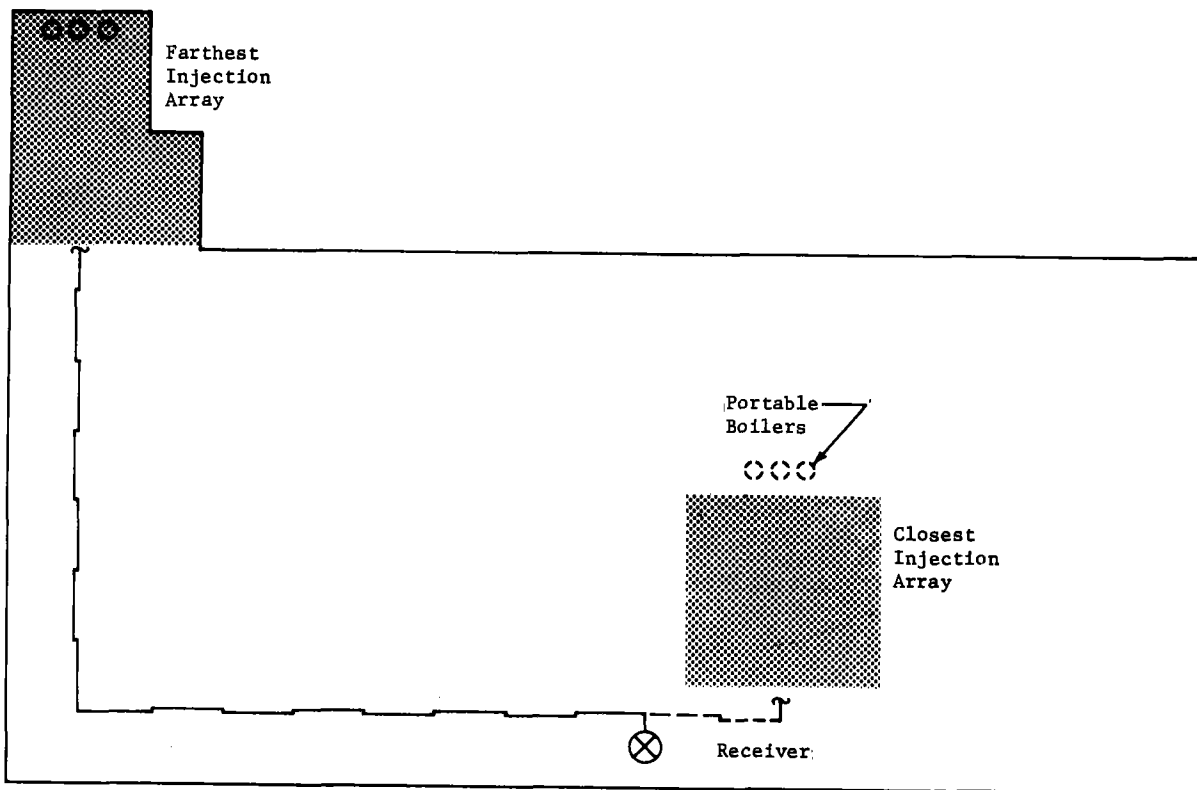 Farthest
Injection
Array
Portable
Boilers
Closest
Injection
Array
Receiver